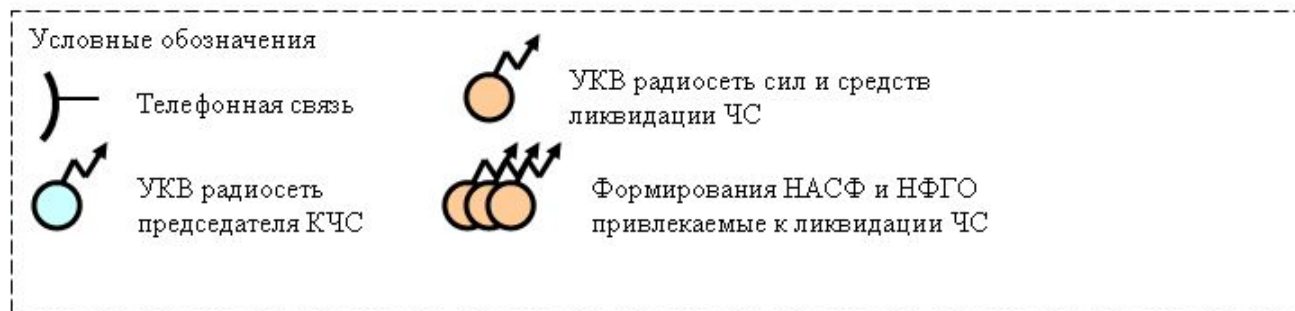 Условные обозначения
Телефонная связь
УКВ радиосеть
председателя КЧС
УКВ радиосеть сил и средств
ликвидации ЧС
Формирования НАСФ и НФГО
привлекаемые к ликвидации ЧС